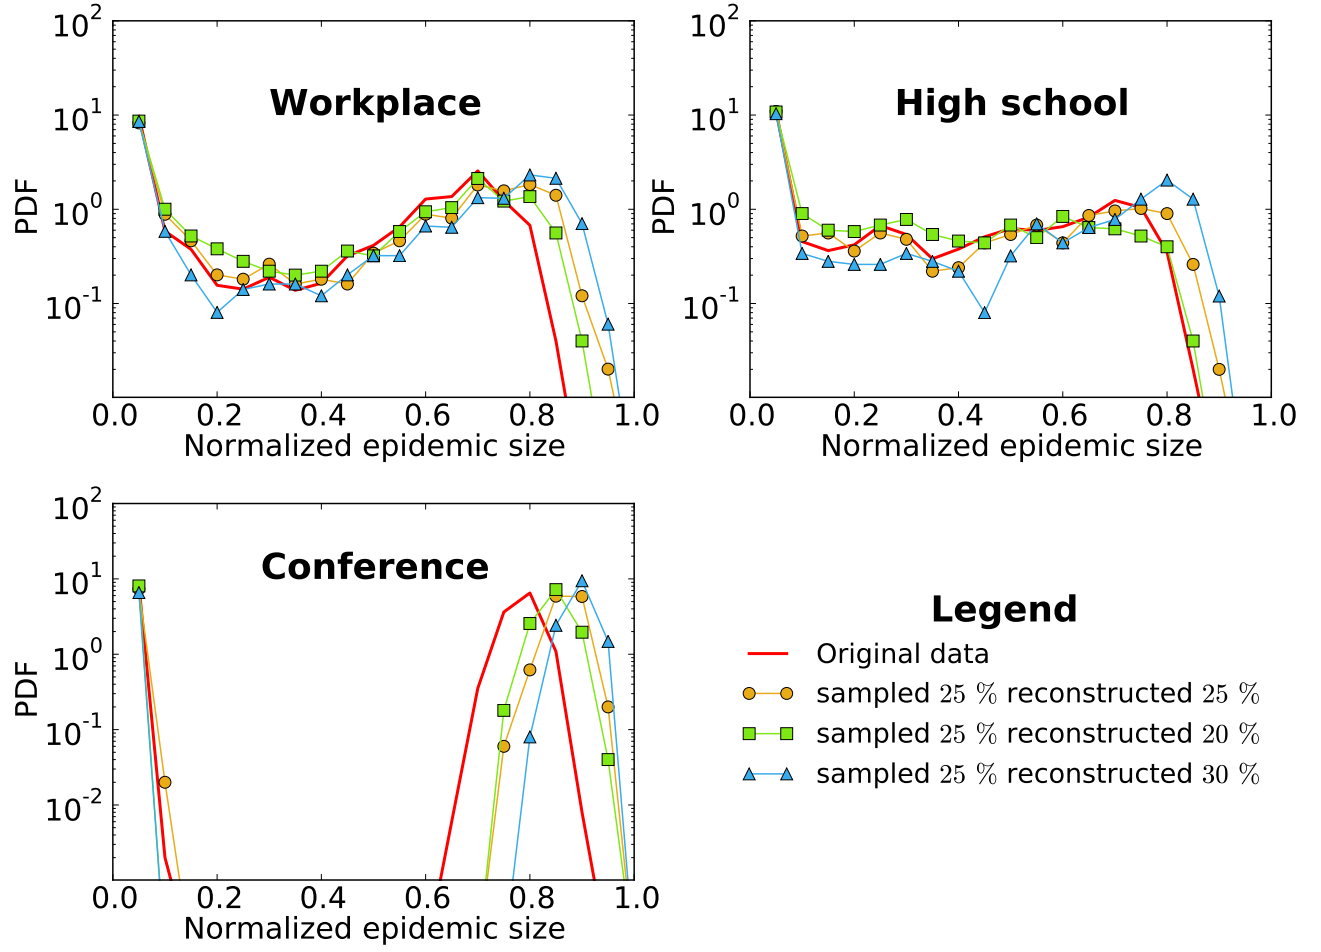 Workplace
PDF
10^2
10^1
10^0
10^-1
0.0 0.2 0.4 0.6 0.8 1.0
Normalized epidemic size
High school
PDF
10^2
10^1
10^0
10^-1
0.0 0.2 0.4 0.6 0.8 1.0
Normalized epidemic size
Conference
PDF
10^2
10^1
10^0
10^-1
10^-2
0.0 0.2 0.4 0.6 0.8 1.0
Normalized epidemic size
Legend
Original data
sampled 25 % reconstructed 25 %
sampled 25 % reconstructed 20 %
sampled 25 % reconstructed 30 %